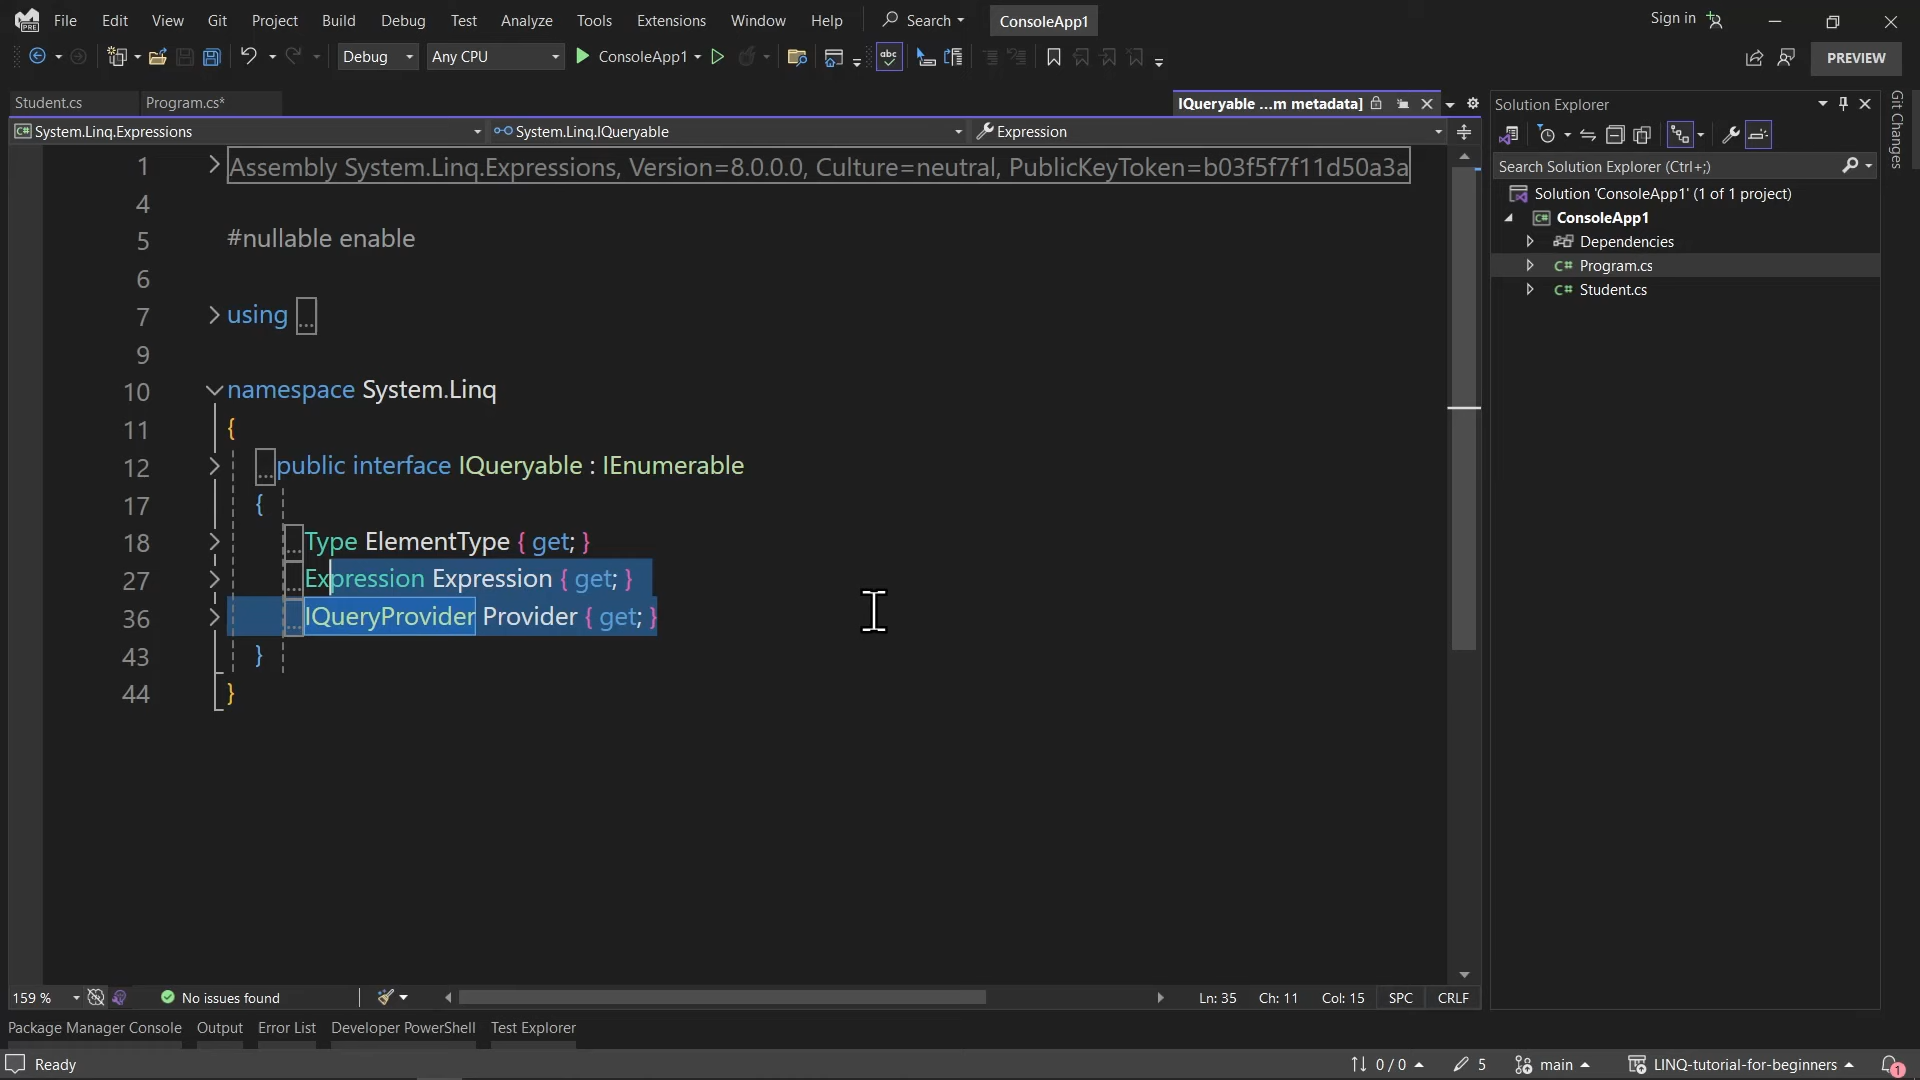 PRE File Edit View Git Project Build Debug Test Analyze Tools Extensions Window Help Search ConsoleApp1 Sign in
Debug Any CPU ConsoleApp1 abc PREVIEW
Student.cs Program.cs* IQueryable ...m metadata] Solution Explorer
Git Changes
C# System.Linq.Expressions System.Linq.IQueryable Expression
Search Solution Explorer (Ctrl+;)
Solution 'ConsoleApp1' (1 of 1 project)
C# ConsoleApp1
Dependencies
C# Program.cs
C# Student.cs
1 Assembly System.Linq.Expressions, Version=8.0.0.0, Culture=neutral, PublicKeyToken=b03f5f7f11d50a3a
4
5 #nullable enable
6
7 using ...
9
10 namespace System.Linq
11 {
12 ...public interface IQueryable : IEnumerable
17 {
18 ...Type ElementType { get; }
27 ...Expression Expression { get; }
36 ...IQueryProvider Provider { get; }
43 }
44 }
159 % No issues found Ln: 35 Ch: 11 Col: 15 SPC CRLF
Package Manager Console Output Error List Developer PowerShell Test Explorer
Ready 0 / 0 5 main LINQ-tutorial-for-beginners 1